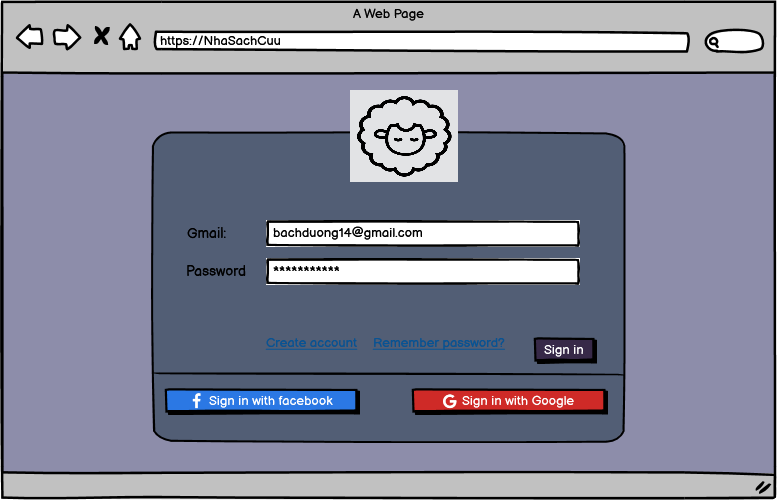 A Web Page
https://NhaSachCuu
Gmail: bachduong14@gmail.com
Password ***********
Create account Remember password? Sign in
Sign in with facebook Sign in with Google